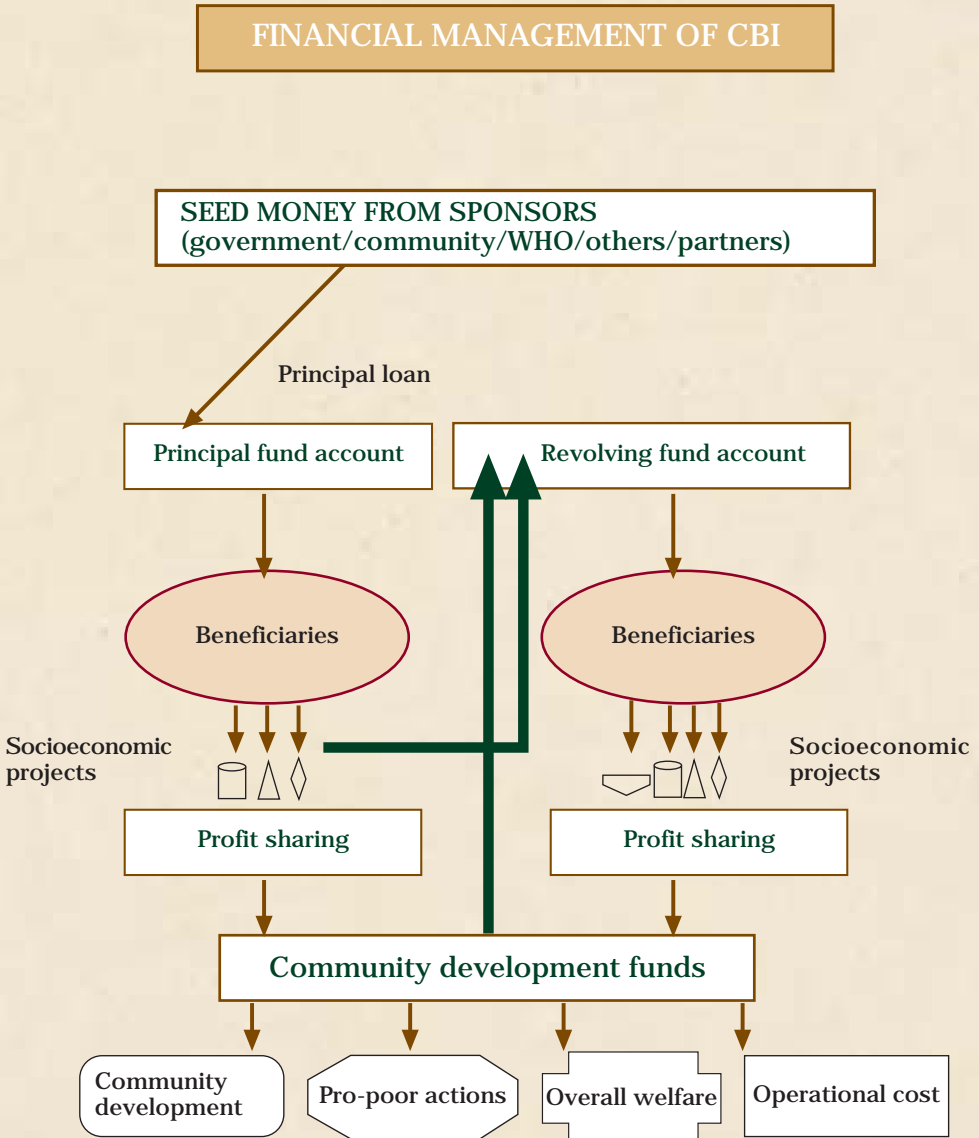 FINANCIAL MANAGEMENT OF CBI
SEED MONEY FROM SPONSORS
(government/community/WHO/others/partners)
Principal loan
Principal fund account
Revolving fund account
Beneficiaries
Beneficiaries
Socioeconomic
projects
Socioeconomic
projects
Profit sharing
Profit sharing
Community development funds
Community
development
Pro-poor actions
Overall welfare
Operational cost